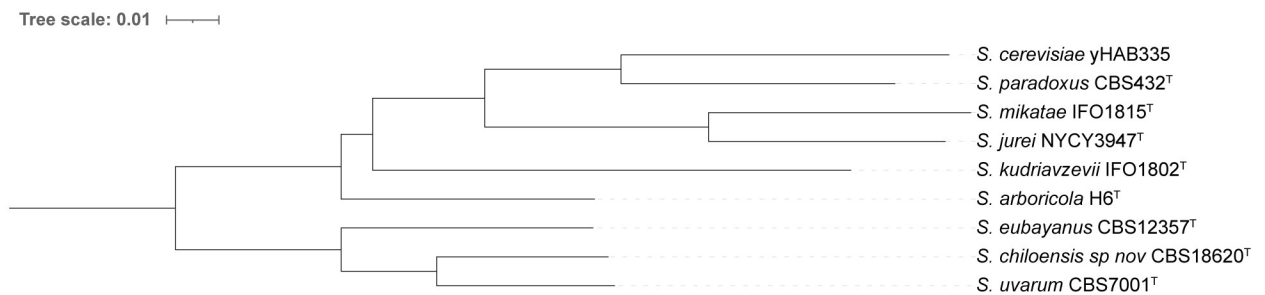 Tree scale: 0.01
S. cerevisiae yHAB335
S. paradoxus CBS432ᵀ
S. mikatae IFO1815ᵀ
S. jurei NYCY3947ᵀ
S. kudriavzevii IFO1802ᵀ
S. arboricola H6ᵀ
S. eubayanus CBS12357ᵀ
S. chiloensis sp nov CBS18620ᵀ
S. uvarum CBS7001ᵀ